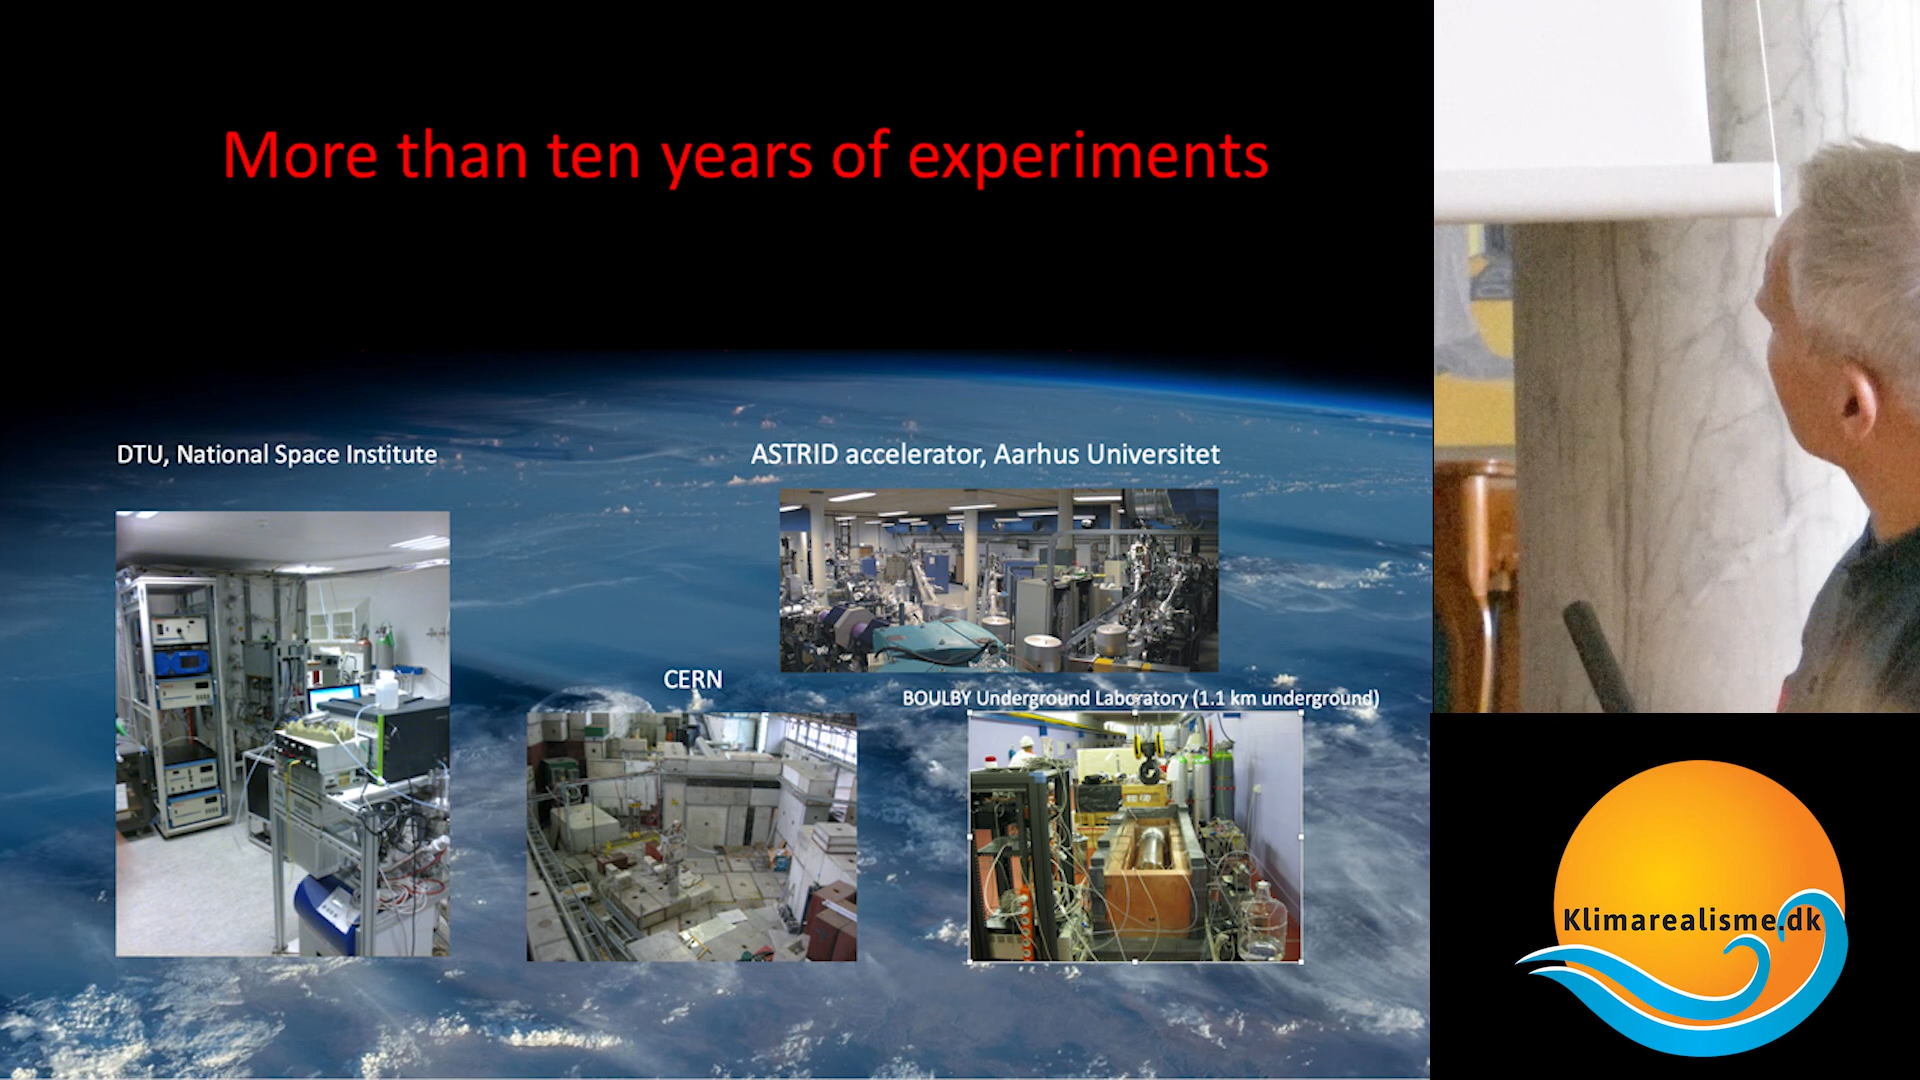 More than ten years of experiments
DTU, National Space Institute
ASTRID accelerator, Aarhus Universitet
CERN
BOULBY Underground Laboratory (1.1 km underground)
Klimarealisme.dk